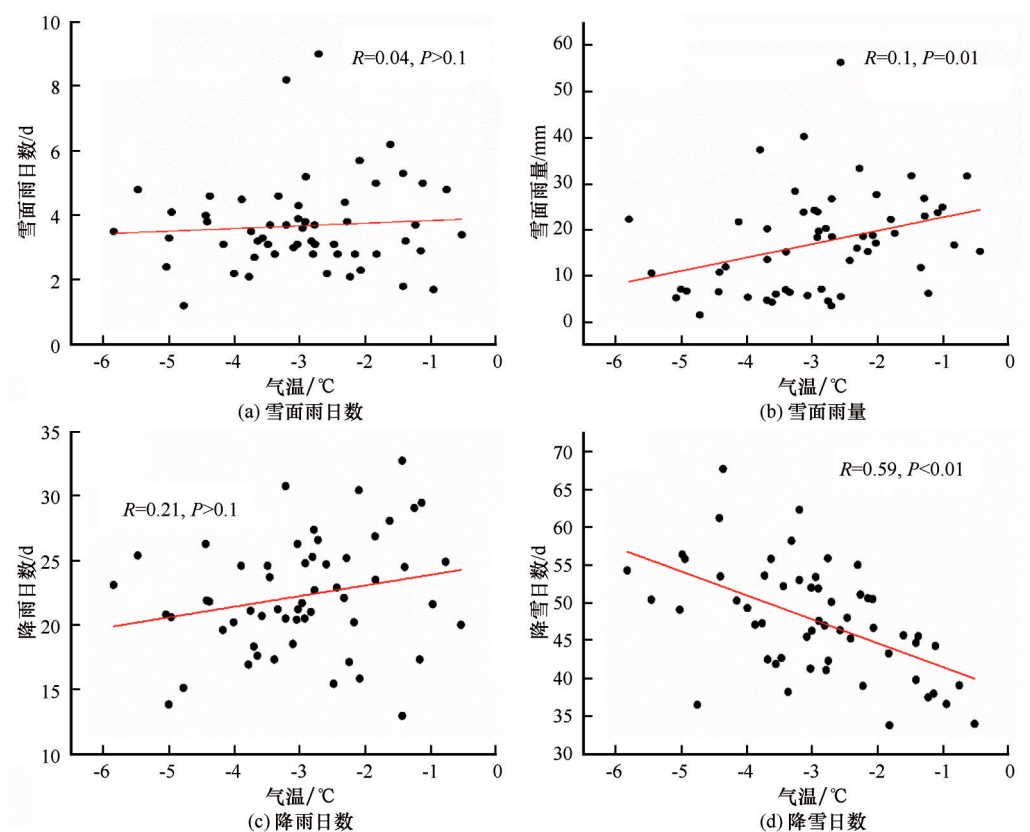 10
8
6
4
2
0
雪面雨日数/d
R=0.04, P>0.1
-6 -5 -4 -3 -2 -1 0
气温/℃
(a) 雪面雨日数
60
50
40
30
20
10
0
雪面雨量/mm
R=0.1, P=0.01
-6 -5 -4 -3 -2 -1 0
气温/℃
(b) 雪面雨量
35
30
25
20
15
10
降雨日数/d
R=0.21, P>0.1
-6 -5 -4 -3 -2 -1 0
气温/℃
(c) 降雨日数
70
65
60
55
50
45
40
35
30
降雪日数/d
R=0.59, P<0.01
-6 -5 -4 -3 -2 -1 0
气温/℃
(d) 降雪日数